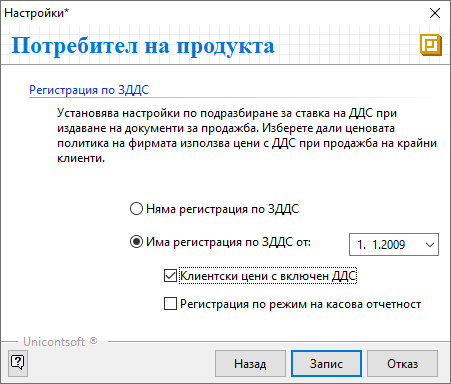 Настройки*
Потребител на продукта
Регистрация по ЗДДС
Установява настройки по подразбиране за ставка на ДДС при
издаване на документи за продажба. Изберете дали ценовата
политика на фирмата използва цени с ДДС при продажба на крайни
клиенти.
Няма регистрация по ЗДДС
Има регистрация по ЗДДС от:
1. 1.2009
Клиентски цени с включен ДДС
Регистрация по режим на касова отчетност
Unicontsoft ®
?
Назад
Запис
Отказ